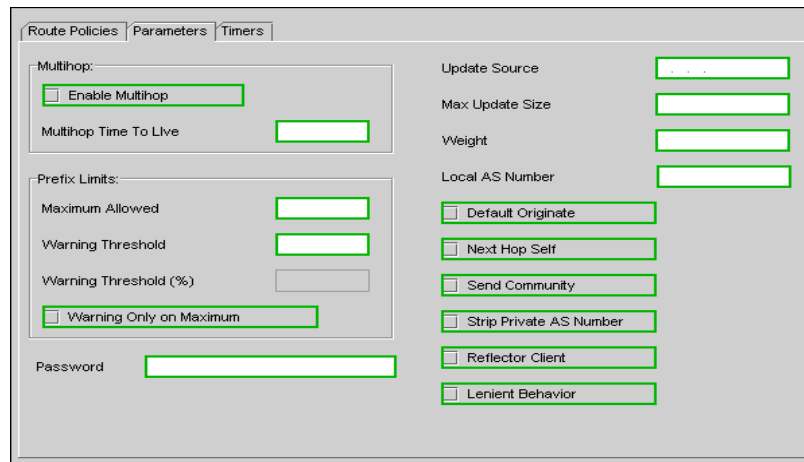 Route Policies Parameters Timers
Multihop:
Enable Multihop
Multihop Time To LIve
Prefix Limits:
Maximum Allowed
Warning Threshold
Warning Threshold (%)
Warning Only on Maximum
Password
Update Source . . .
Max Update Size
Weight
Local AS Number
Default Originate
Next Hop Self
Send Community
Strip Private AS Number
Reflector Client
Lenient Behavior